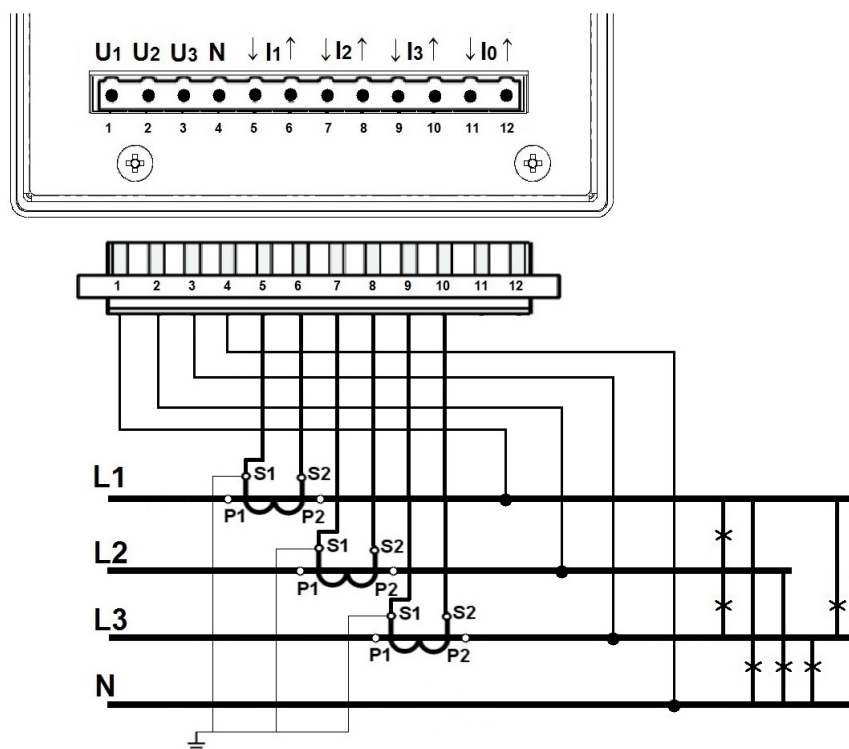 U1 U2 U3 N ↓ I1 ↑ ↓ I2 ↑ ↓ I3 ↑ ↓ I0 ↑
1 2 3 4 5 6 7 8 9 10 11 12
1 2 3 4 5 6 7 8 9 10 11 12
L1 S1 S2
P1 P2
L2 S1 S2
P1 P2
L3 S1 S2
P1 P2
N